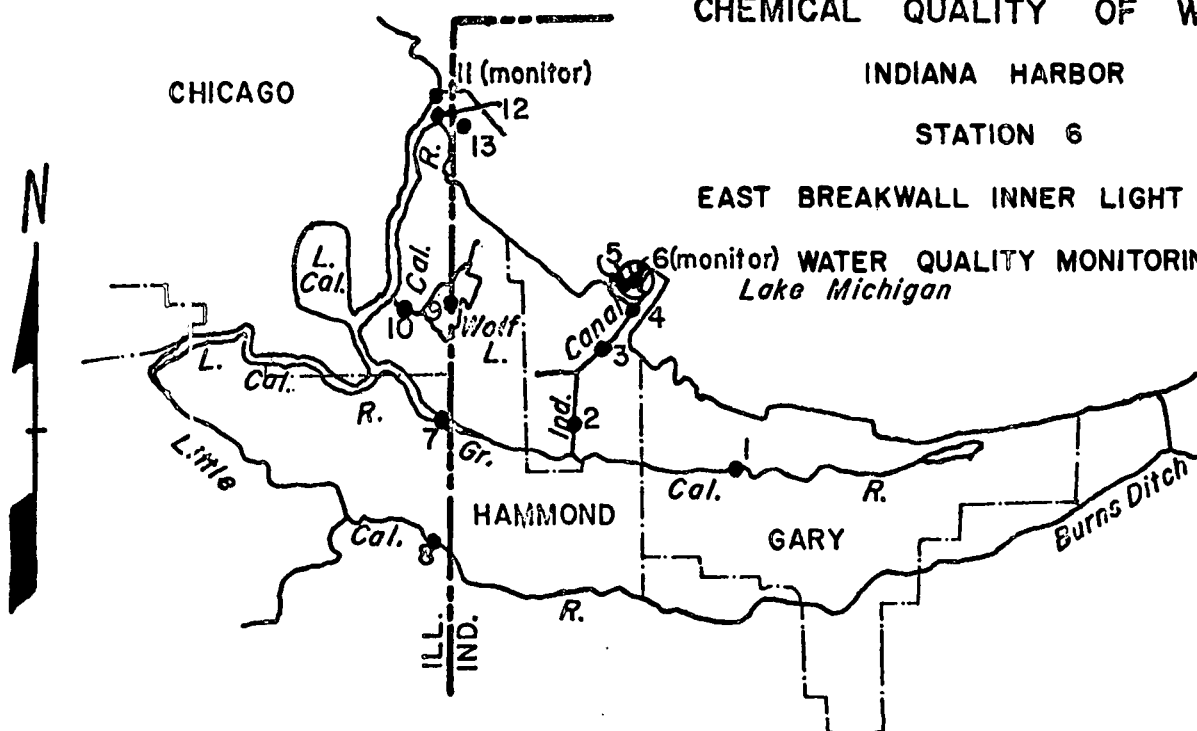 CHEMICAL QUALITY OF W
INDIANA HARBOR
STATION 6
EAST BREAKWALL INNER LIGHT
WATER QUALITY MONITORIN
CHICAGO
11 (monitor)
12
13
R.
N
L.
Cal.
Cal.
10
9
Wolf
L.
5
6(monitor)
Lake Michigan
Canal
4
3
L.
Cal.
R.
Ind.
2
7
Gr.
1
Cal.
R.
Little
HAMMOND
GARY
Burns Ditch
Cal.
8
R.
ILL.
IND.